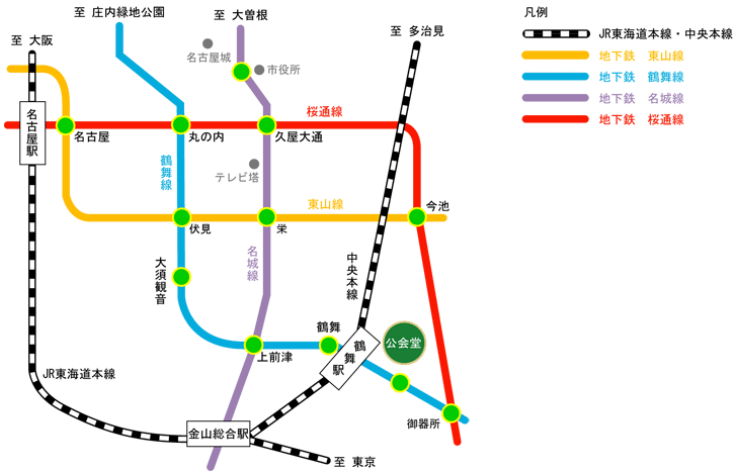 至 庄内緑地公園
至 大曽根
至 大阪
至 多治見
名古屋城
市役所
桜通線
名古屋駅
名古屋
丸の内
久屋大通
鶴舞線
テレビ塔
東山線
今池
伏見
栄
大須観音
名城線
中央本線
鶴舞
上前津
鶴舞駅
公会堂
JR東海道本線
御器所
金山総合駅
至 東京
凡例
JR東海道本線・中央本線
地下鉄 東山線
地下鉄 鶴舞線
地下鉄 名城線
地下鉄 桜通線